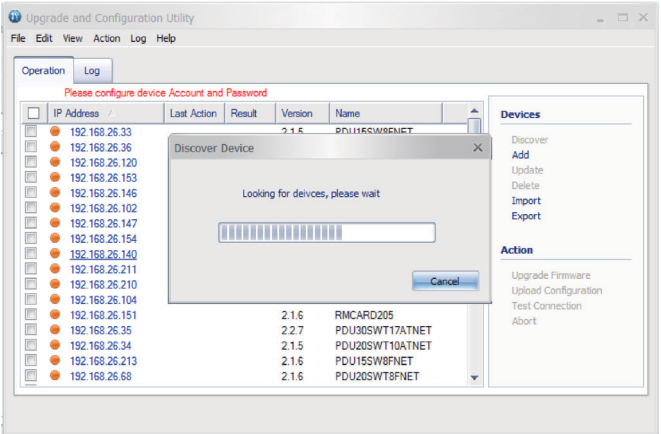 Upgrade and Configuration Utility
File Edit View Action Log Help
Operation Log
Please configure device Account and Password
IP Address Last Action Result Version Name
192.168.26.33 2.1.5 PDU15SW8FNET
192.168.26.36
192.168.26.120
192.168.26.153
192.168.26.146
192.168.26.102
192.168.26.147
192.168.26.154
192.168.26.140
192.168.26.211
192.168.26.210
192.168.26.104
192.168.26.151 2.1.6 RMCARD205
192.168.26.35 2.2.7 PDU30SWT17ATNET
192.168.26.34 2.1.5 PDU20SWT10ATNET
192.168.26.213 2.1.6 PDU15SW8FNET
192.168.26.68 2.1.6 PDU20SWT8FNET
Discover Device
Looking for deivces, please wait
Cancel
Devices
Discover
Add
Update
Delete
Import
Export
Action
Upgrade Firmware
Upload Configuration
Test Connection
Abort